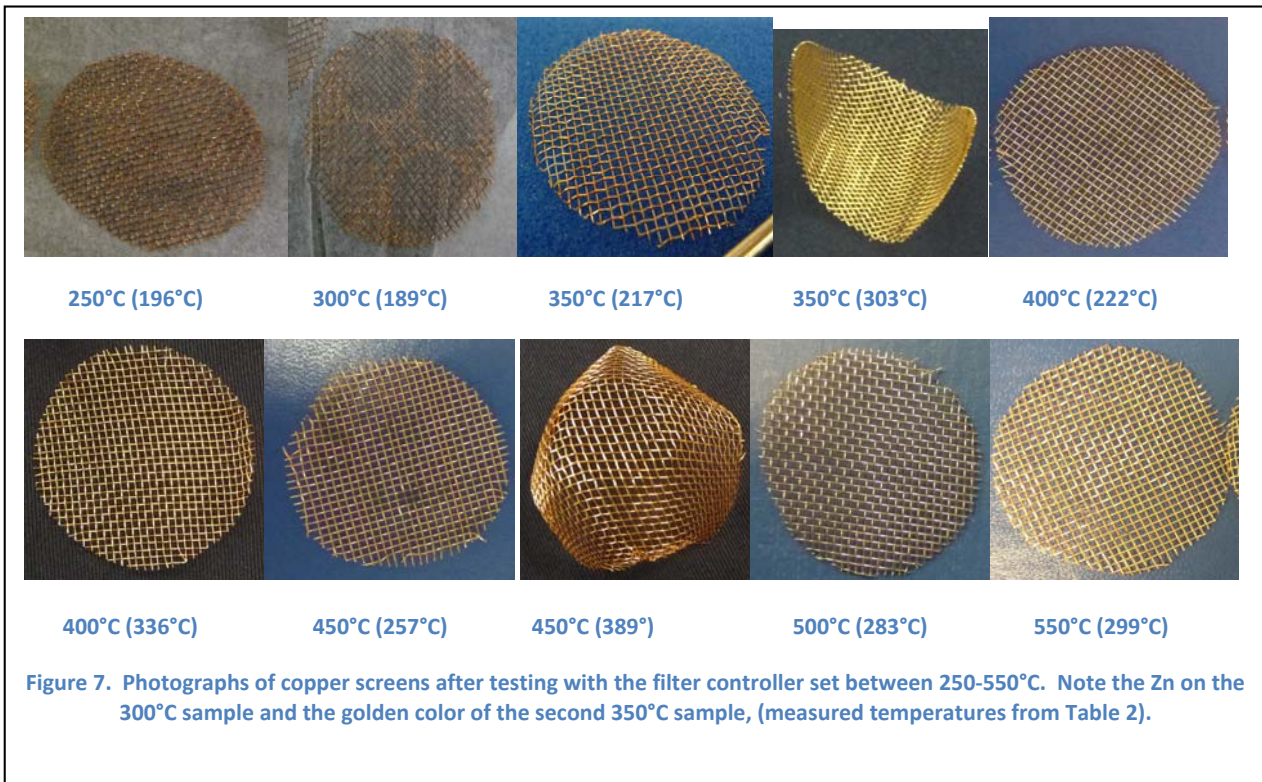 250°C (196°C) 300°C (189°C) 350°C (217°C) 350°C (303°C) 400°C (222°C)
400°C (336°C) 450°C (257°C) 450°C (389°) 500°C (283°C) 550°C (299°C)
Figure 7. Photographs of copper screens after testing with the filter controller set between 250-550°C. Note the Zn on the
300°C sample and the golden color of the second 350°C sample, (measured temperatures from Table 2).